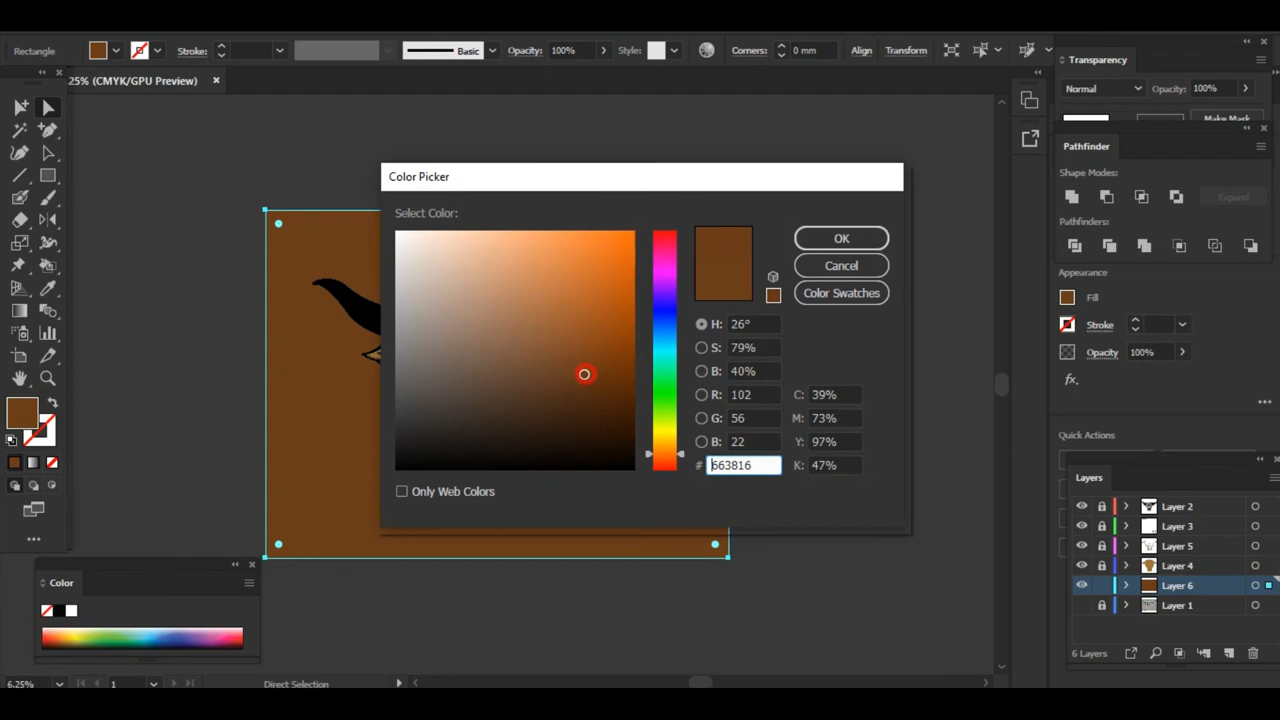 Rectangle
Stroke:
Basic
Opacity: 100%
Style:
Corners: 0 mm
Align
Transform
25% (CMYK/GPU Preview) ×
Transparency
Normal
Opacity: 100%
Make Mask
Pathfinder
Shape Modes:
Expand
Pathfinders:
Appearance
Fill
Stroke
Opacity 100%
fx.
Quick Actions
Layers
Layer 2
Layer 3
Layer 5
Layer 4
Layer 6
Layer 1
6 Layers
Color Picker
Select Color:
OK
Cancel
Color Swatches
H: 26°
S: 79%
B: 40%
R: 102
G: 56
B: 22
# 663816
C: 39%
M: 73%
Y: 97%
K: 47%
Only Web Colors
Color
6.25%
1
Direct Selection